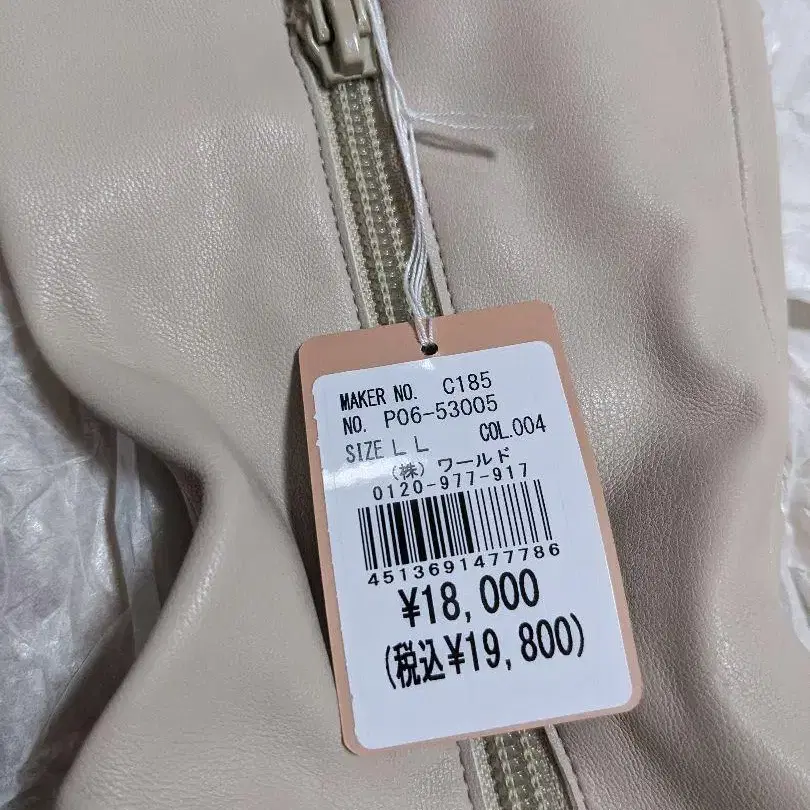 MAKER NO. C185
NO. P06-53005
SIZE L L COL.004
(株) ワールド
0120-977-917
4513691477786
¥18,000
(税込¥19,800)